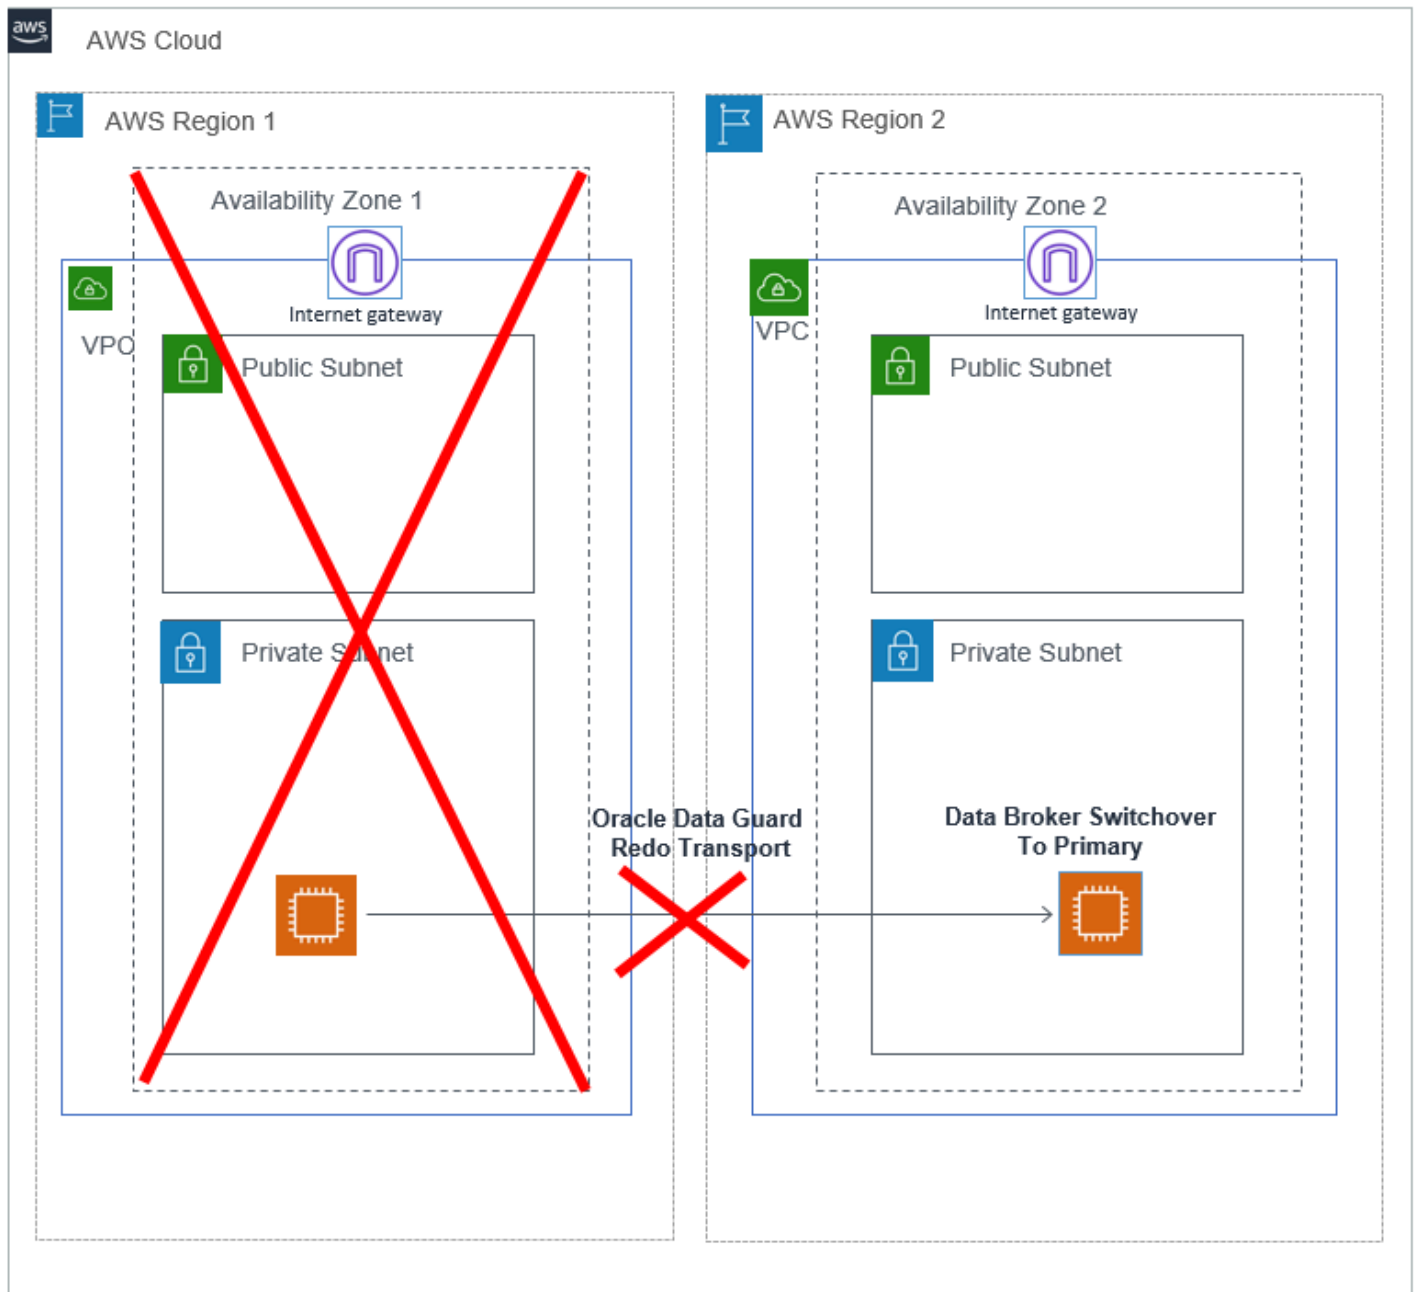 aws
AWS Cloud
AWS Region 1
Availability Zone 1
Internet gateway
VPC
Public Subnet
Private Subnet
Oracle Data Guard
Redo Transport
AWS Region 2
Availability Zone 2
Internet gateway
VPC
Public Subnet
Private Subnet
Data Broker Switchover
To Primary